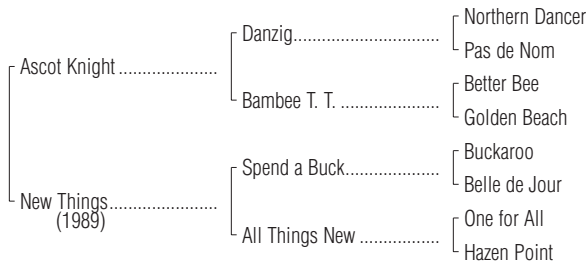 Northern Dancer
Danzig
Pas de Nom
Ascot Knight
Better Bee
Bambee T. T.
Golden Beach
Buckaroo
Spend a Buck
Belle de Jour
New Things
(1989)
One for All
All Things New
Hazen Point